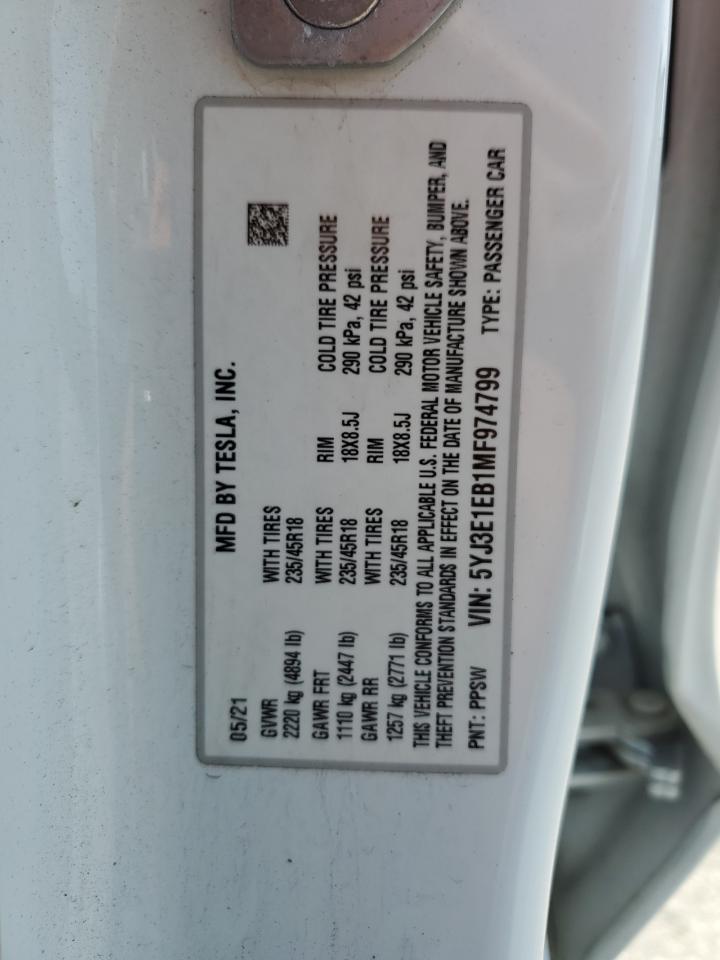 05/21 MFD BY TESLA, INC.
GVWR WITH TIRES
2220 kg (4894 lb) 235/45R18
GAWR FRT WITH TIRES RIM COLD TIRE PRESSURE
1110 kg (2447 lb) 235/45R18 18X8.5J 290 kPa, 42 psi
GAWR RR WITH TIRES RIM COLD TIRE PRESSURE
1257 kg (2771 lb) 235/45R18 18X8.5J 290 kPa, 42 psi
THIS VEHICLE CONFORMS TO ALL APPLICABLE U.S. FEDERAL MOTOR VEHICLE SAFETY, BUMPER, AND
THEFT PREVENTION STANDARDS IN EFFECT ON THE DATE OF MANUFACTURE SHOWN ABOVE.
PNT: PPSW VIN: 5YJ3E1EB1MF974799 TYPE: PASSENGER CAR